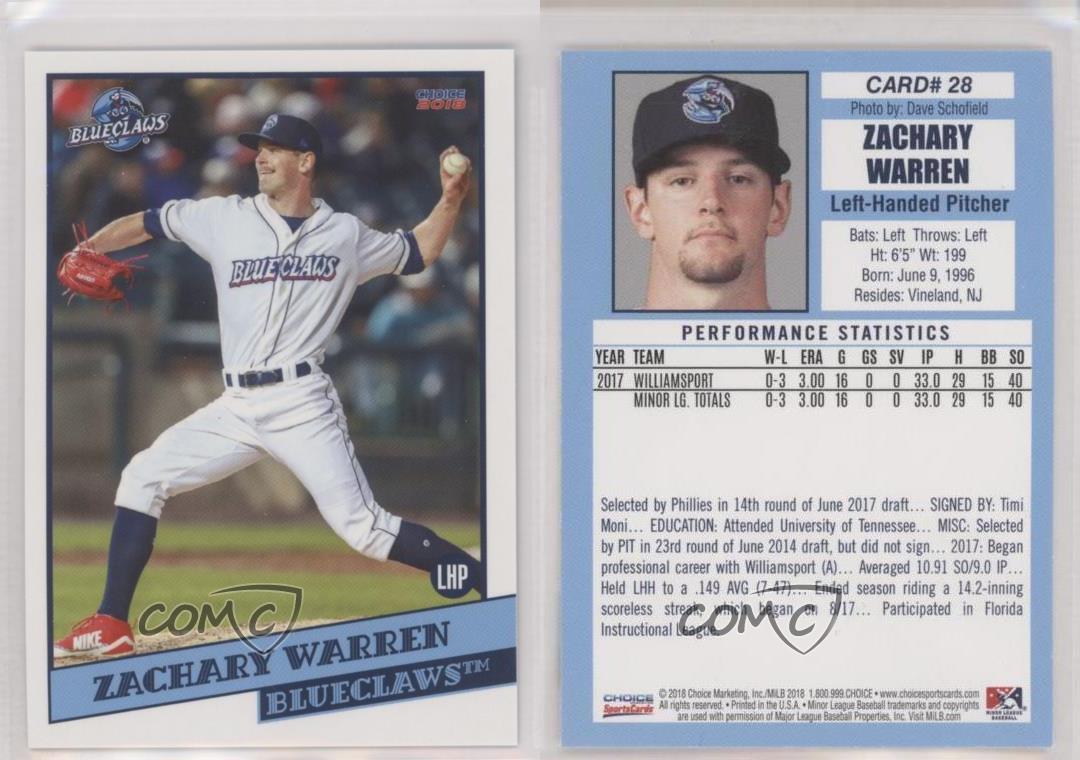 BLUECLAWS®
CHOICE
2018
BLUECLAWS
NIKE
LHP
COMC
ZACHARY WARREN
BLUECLAWS™
CARD# 28
Photo by: Dave Schofield
ZACHARY
WARREN
Left-Handed Pitcher
Bats: Left Throws: Left
Ht: 6'5" Wt: 199
Born: June 9, 1996
Resides: Vineland, NJ
PERFORMANCE STATISTICS
YEAR TEAM W-L ERA G GS SV IP H BB SO
2017 WILLIAMSPORT 0-3 3.00 16 0 0 33.0 29 15 40
MINOR LG. TOTALS 0-3 3.00 16 0 0 33.0 29 15 40
Selected by Phillies in 14th round of June 2017 draft... SIGNED BY: Timi
Moni... EDUCATION: Attended University of Tennessee... MISC: Selected
by PIT in 23rd round of June 2014 draft, but did not sign... 2017: Began
professional career with Williamsport (A)... Averaged 10.91 SO/9.0 IP...
Held LHH to a .149 AVG (7-47)... Ended season riding a 14.2-inning
scoreless streak, which began on 8/17... Participated in Florida
Instructional League.
COMC
CHOICE
SportsCards
© 2018 Choice Marketing, Inc./MiLB 2018 1.800.999.CHOICE • www.choicesportscards.com
All rights reserved. • Printed in the U.S.A. • Minor League Baseball trademarks and copyrights
are used with permission of Major League Baseball Properties, Inc. Visit MiLB.com
MINOR LEAGUE
BASEBALL